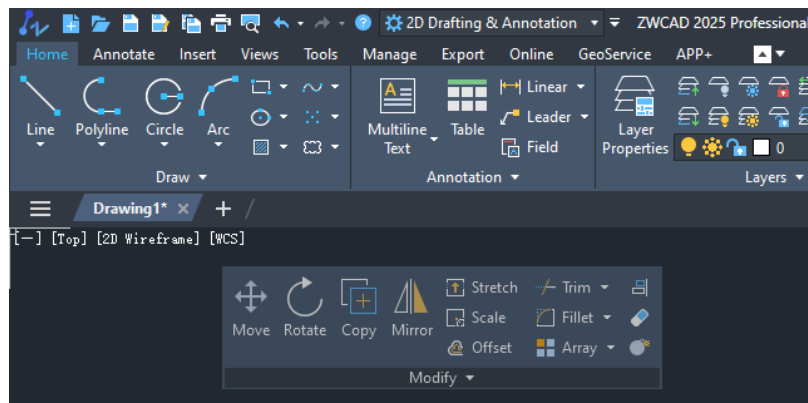 2D Drafting & Annotation ZWCAD 2025 Professional
Home Annotate Insert Views Tools Manage Export Online GeoService APP+
Linear
Leader
Field
Line Polyline Circle Arc Multiline Text Table Layer Properties
0
Draw Annotation Layers
Drawing1*
[−] [Top] [2D Wireframe] [WCS]
Stretch Trim
Move Rotate Copy Mirror Scale Fillet
Offset Array
Modify